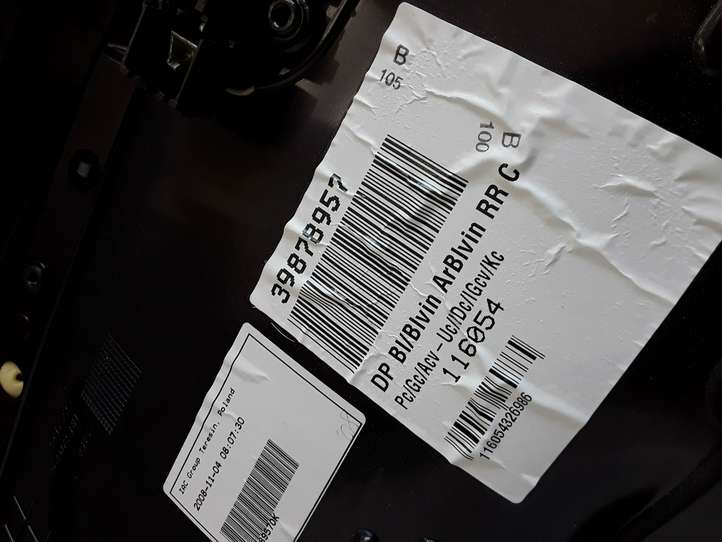 B
105
B
100
39878957
DP Bl/Blvin ArBlvin RR C
Pc/Gc/Acv-Uc//Dc/IGcv/Kc
116054
116054326986
IAC Group Teresin, Poland
2008-11-04 08:07:30